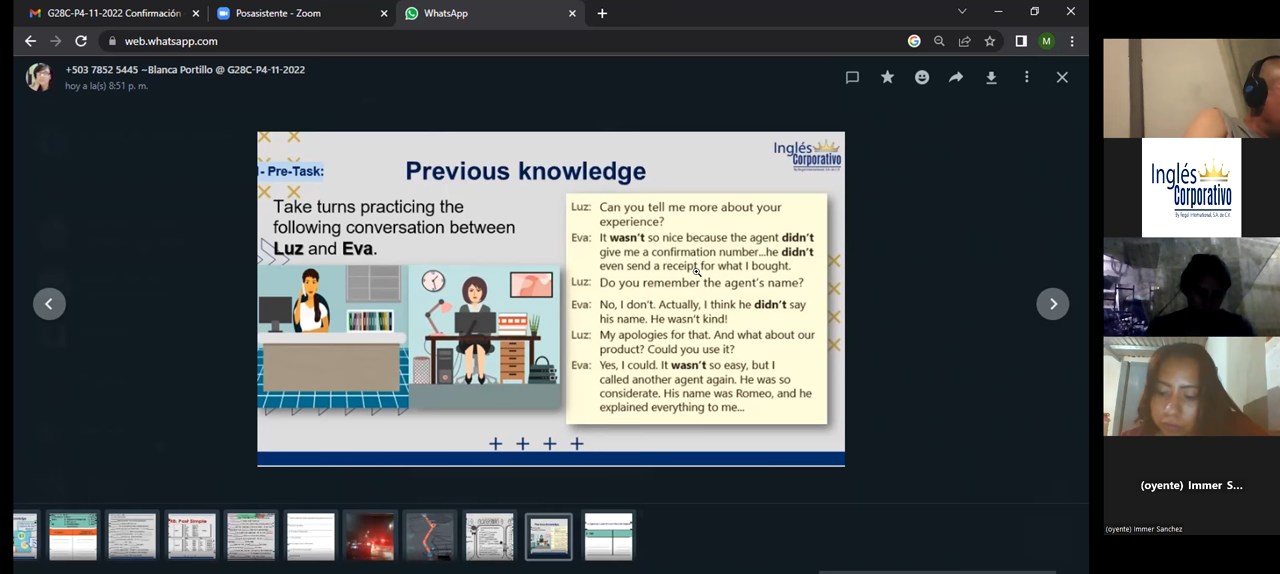 G28C-P4-11-2022 Confirmación
Posasistente - Zoom
WhatsApp
web.whatsapp.com
M
+503 7852 5445 ~Blanca Portillo @ G28C-P4-11-2022
hoy a la(s) 8:51 p. m.
- Pre-Task:
Previous knowledge
Inglés
Corporativo
Take turns practicing the
following conversation between
Luz and Eva.
Luz: Can you tell me more about your
experience?
Eva: It wasn't so nice because the agent didn't
give me a confirmation number...he didn't
even send a receipt for what I bought.
Luz: Do you remember the agent's name?
Eva: No, I don't. Actually, I think he didn't say
his name. He wasn't kind!
Luz: My apologies for that. And what about our
product? Could you use it?
Eva: Yes, I could. It wasn't so easy, but I
called another agent again. He was so
considerate. His name was Romeo, and he
explained everything to me...
Inglés
Corporativo
By Regal International, S.A. de C.V.
(oyente) Immer S...
(oyente) Immer Sanchez